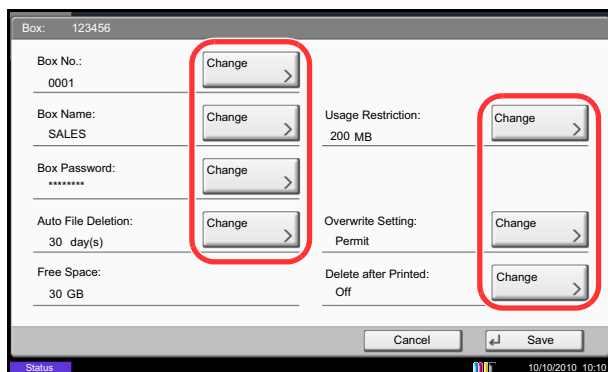 Box: 123456
Box No.:
0001
Change
Box Name:
SALES
Change
Usage Restriction:
200 MB
Change
Box Password:
********
Change
Auto File Deletion:
30 day(s)
Change
Overwrite Setting:
Permit
Change
Free Space:
30 GB
Delete after Printed:
Off
Change
Cancel
Save
Status
10/10/2010 10:10